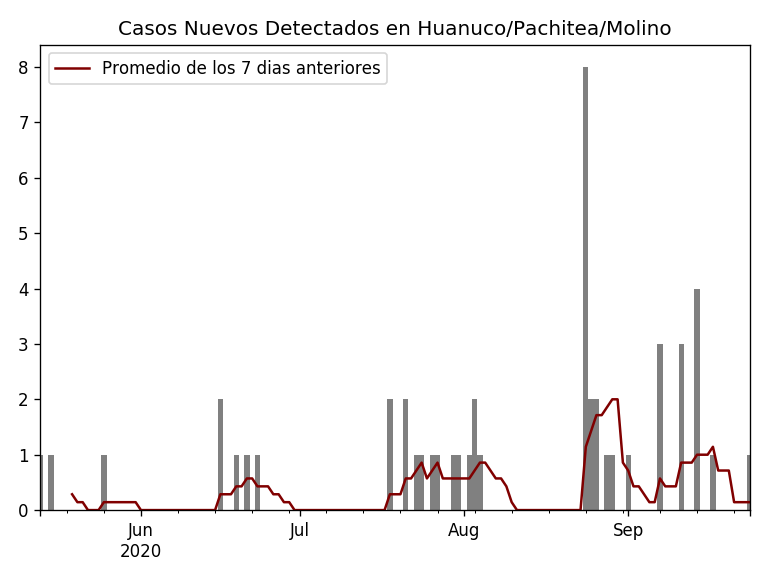 Casos Nuevos Detectados en Huanuco/Pachitea/Molino
Promedio de los 7 dias anteriores
8
7
6
5
4
3
2
1
0
Jun
2020
Jul
Aug
Sep